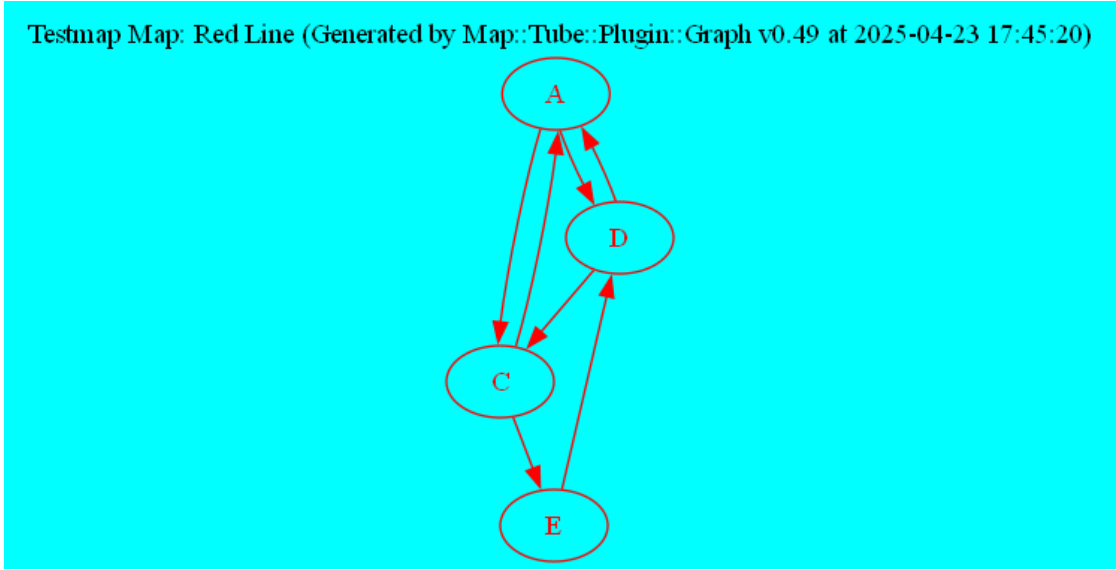 Testmap Map: Red Line (Generated by Map::Tube::Plugin::Graph v0.49 at 2025-04-23 17:45:20)
A
D
C
E